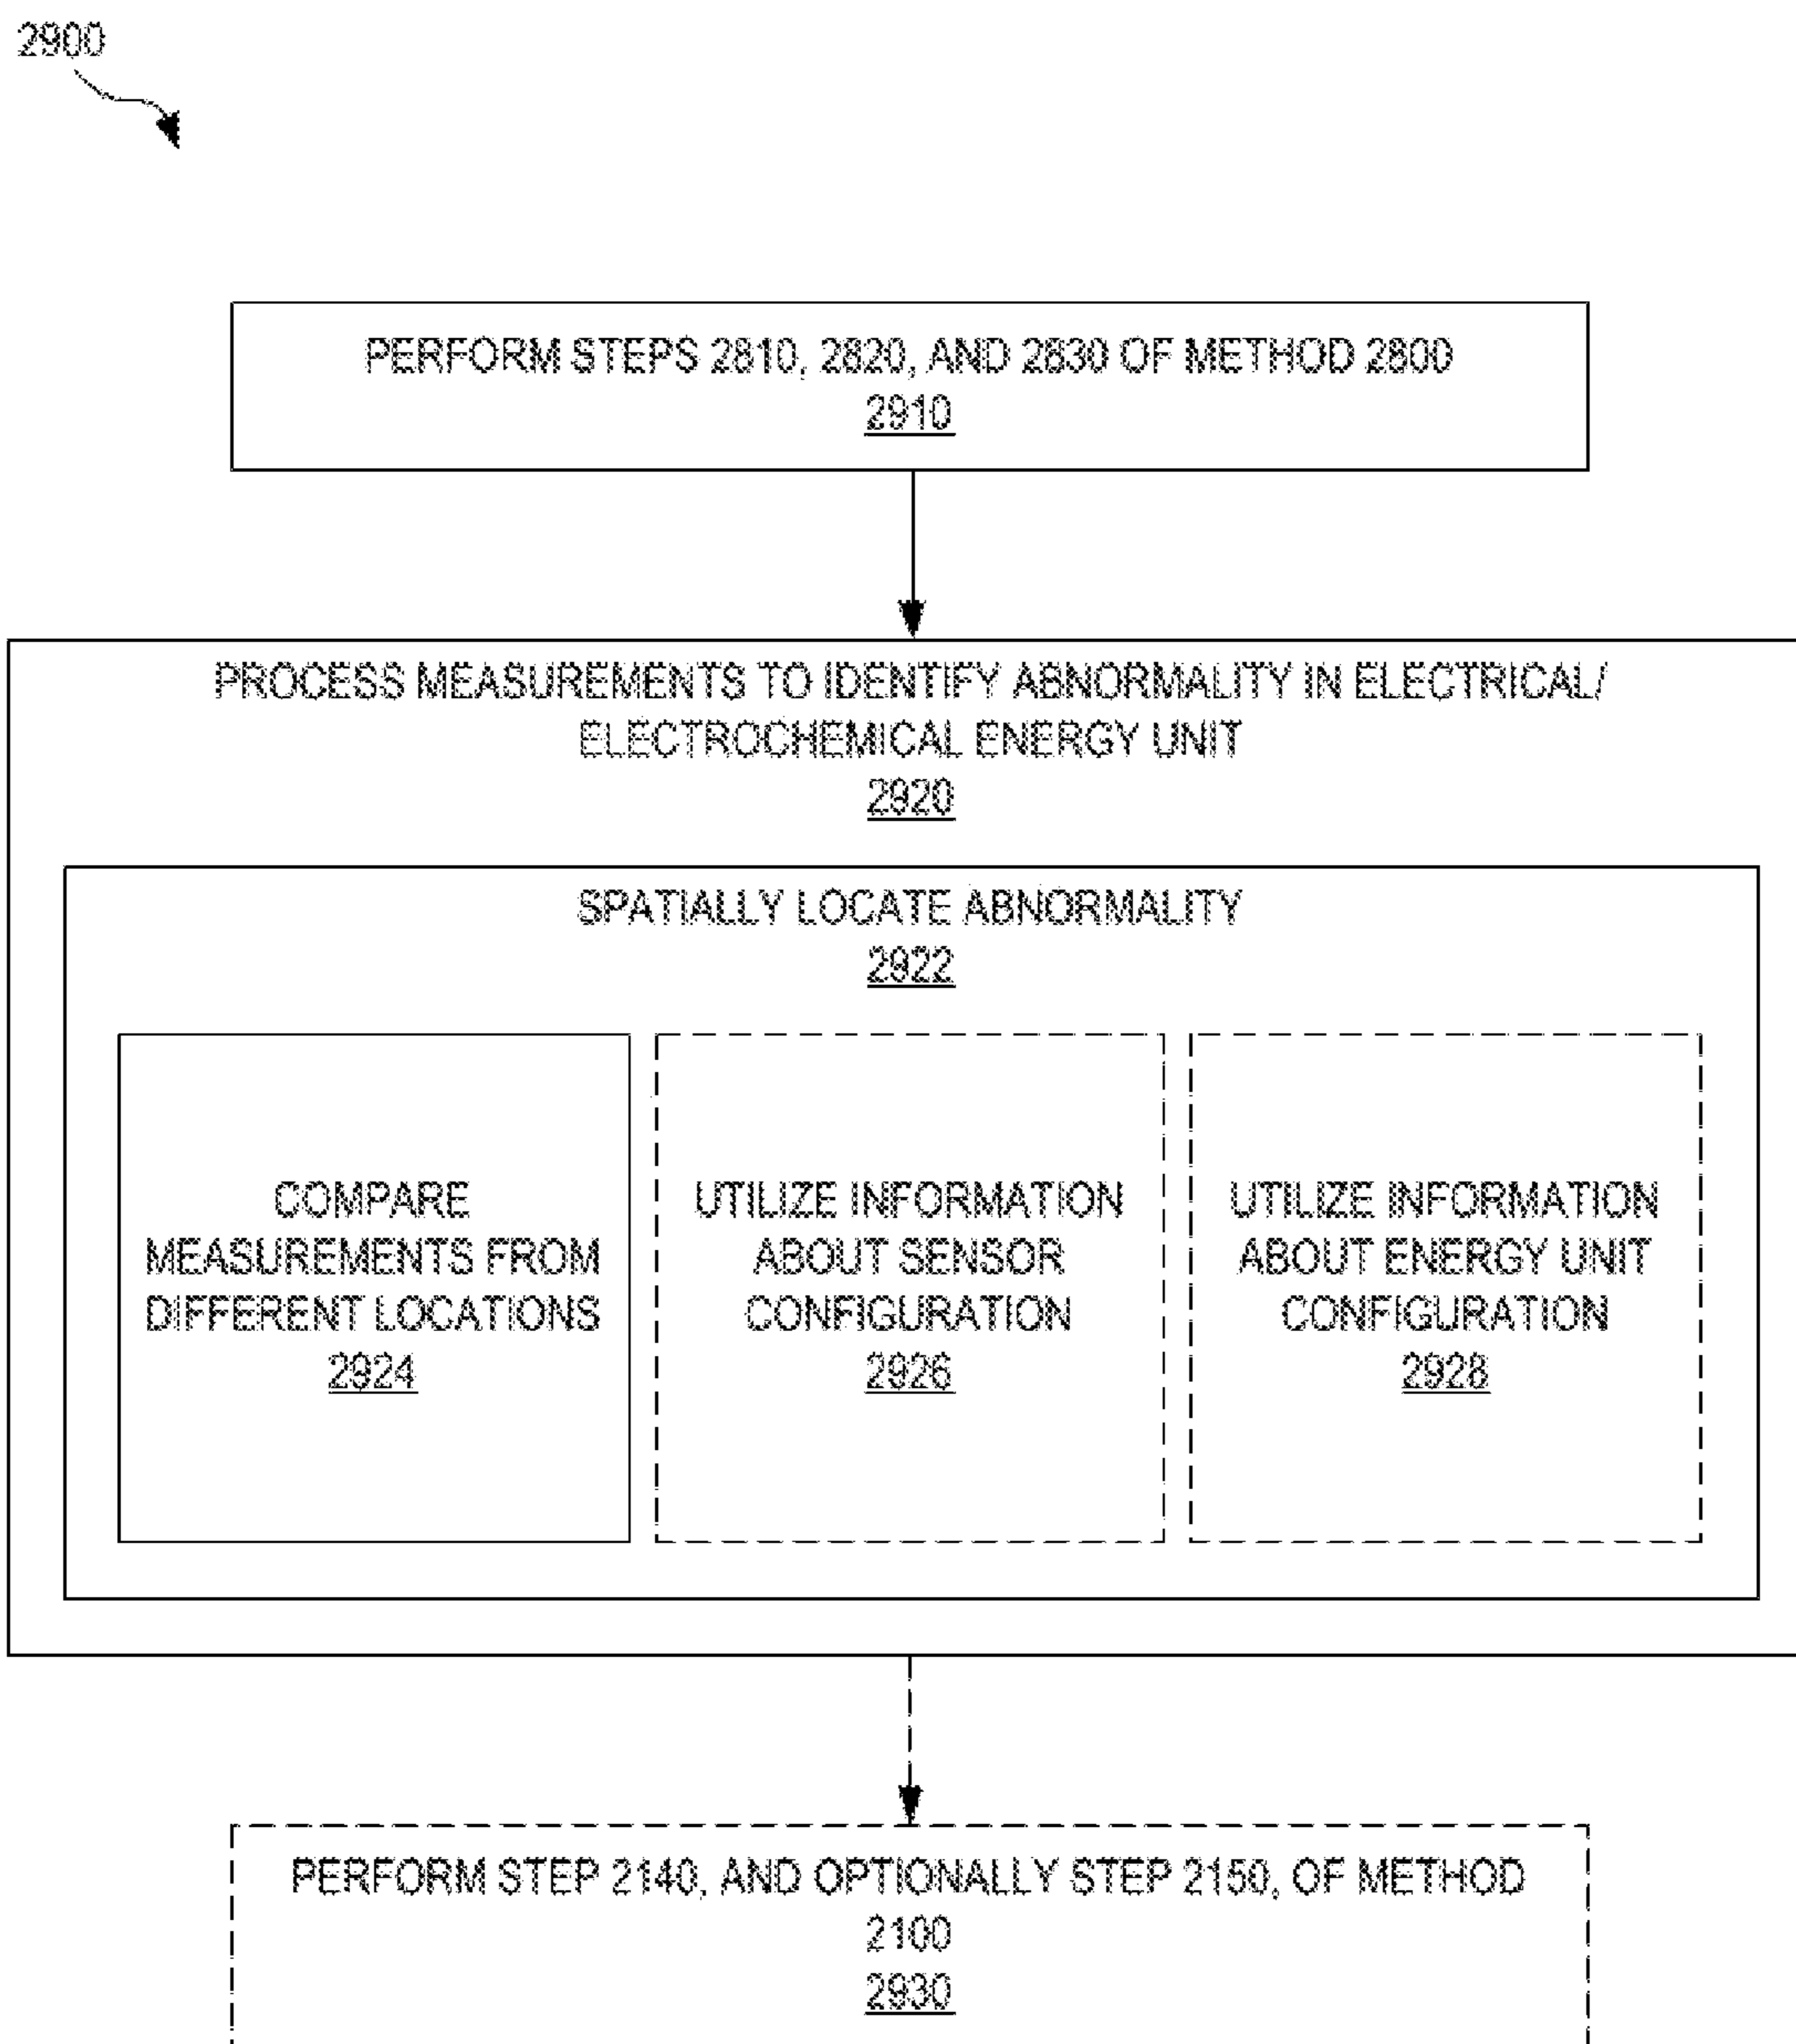 2900
PERFORM STEPS 2810, 2820, AND 2830 OF METHOD 2800
2910
PROCESS MEASUREMENTS TO IDENTIFY ABNORMALITY IN ELECTRICAL/
ELECTROCHEMICAL ENERGY UNIT
2920
SPATIALLY LOCATE ABNORMALITY
2922
COMPARE
MEASUREMENTS FROM
DIFFERENT LOCATIONS
2924
UTILIZE INFORMATION
ABOUT SENSOR
CONFIGURATION
2926
UTILIZE INFORMATION
ABOUT ENERGY UNIT
CONFIGURATION
2928
PERFORM STEP 2140, AND OPTIONALLY STEP 2150, OF METHOD
2100
2930